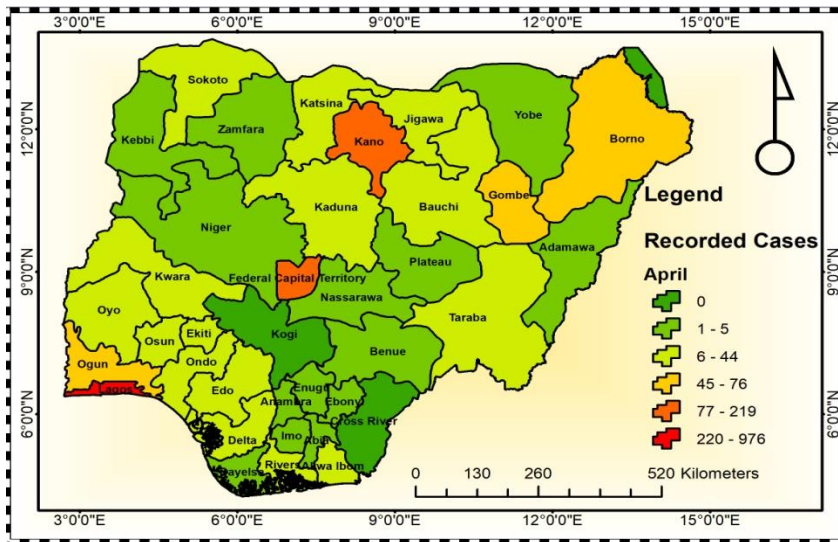 3°0'0"E 6°0'0"E 9°0'0"E 12°0'0"E 15°0'0"E
12°0'0"N
9°0'0"N
6°0'0"N
Sokoto
Katsina
Jigawa
Yobe
Kebbi
Zamfara
Kano
Borno
Gombe
Kaduna
Bauchi
Niger
Adamawa
Plateau
Federal Capital Territory
Kwara
Nassarawa
Oyo
Taraba
Kogi
Osun
Ekiti
Benue
Ogun
Ondo
Lagos
Edo
Enugu
Anambra
Ebony
Cross River
Delta
Imo
Abia
Bayelsa
Rivers
Akwa Ibom
Legend
Recorded Cases
April
0
1 - 5
6 - 44
45 - 76
77 - 219
220 - 976
0 130 260 520 Kilometers
12°0'0"N
9°0'0"N
6°0'0"N
3°0'0"E 6°0'0"E 9°0'0"E 12°0'0"E 15°0'0"E